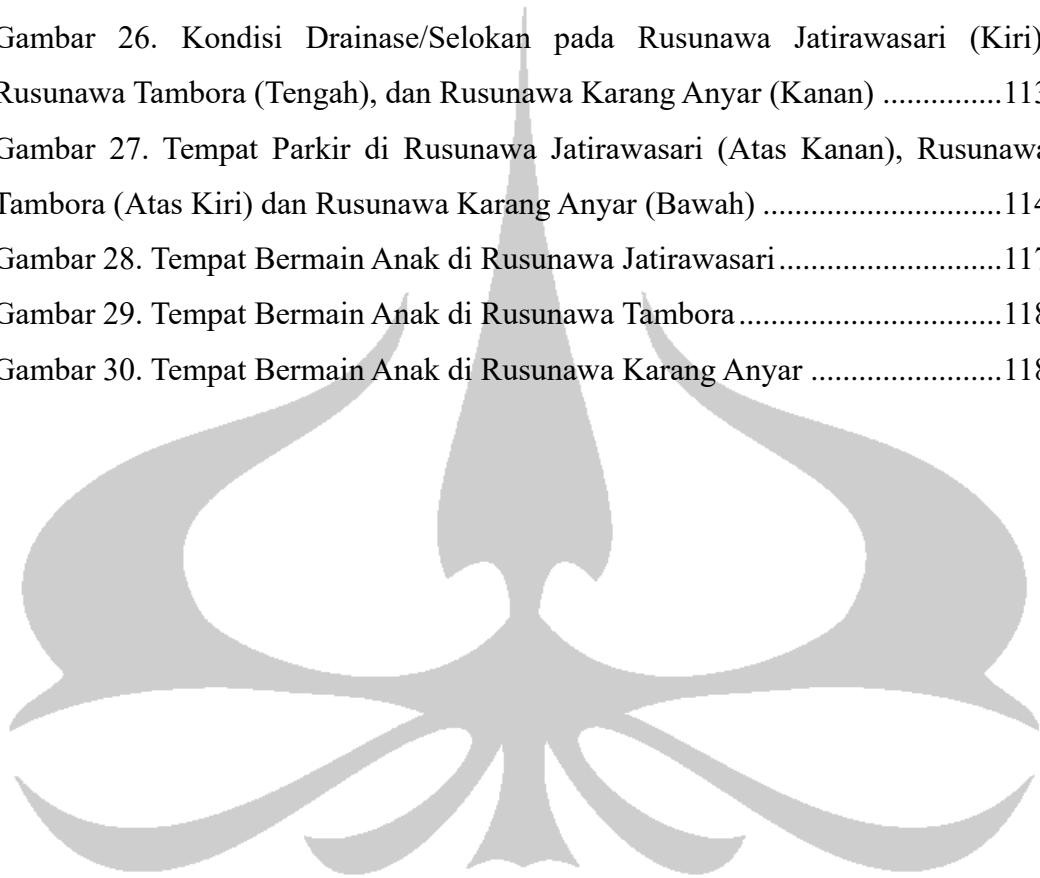 Gambar 26. Kondisi Drainase/Selokan pada Rusunawa Jatirawasari (Kiri)
Rusunawa Tambora (Tengah), dan Rusunawa Karang Anyar (Kanan) ...............113
Gambar 27. Tempat Parkir di Rusunawa Jatirawasari (Atas Kanan), Rusunawa
Tambora (Atas Kiri) dan Rusunawa Karang Anyar (Bawah) ..............................114
Gambar 28. Tempat Bermain Anak di Rusunawa Jatirawasari............................117
Gambar 29. Tempat Bermain Anak di Rusunawa Tambora.................................118
Gambar 30. Tempat Bermain Anak di Rusunawa Karang Anyar ........................118